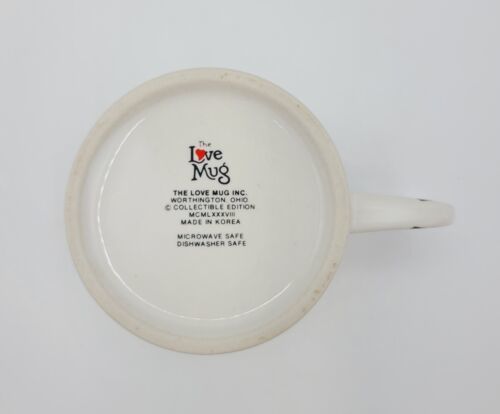 The
Love
Mug
THE LOVE MUG INC.
WORTHINGTON, OHIO
© COLLECTIBLE EDITION
MCMLXXXVIII
MADE IN KOREA
MICROWAVE SAFE
DISHWASHER SAFE